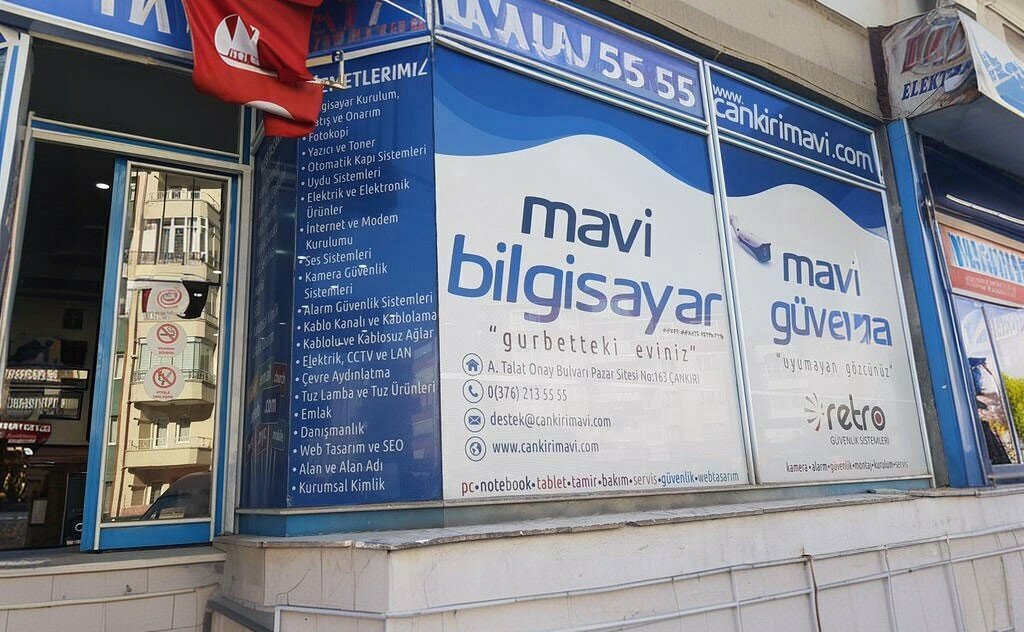 55 55
www.
cankirimavi.com
ELEKT
METLERİMİZ
• Bilgisayar Kurulum,
Satış ve Onarım
• Fotokopi
• Yazıcı ve Toner
• Otomatik Kapı Sistemleri
• Uydu Sistemleri
• Elektrik ve Elektronik
Ürünler
• İnternet ve Modem
Kurulumu
• Ses Sistemleri
• Kamera Güvenlik
Sistemleri
• Alarm Güvenlik Sistemleri
• Kablo Kanalı ve Kablolama
• Kablolu ve Kablosuz Ağlar
• Elektrik, CCTV ve LAN
• Çevre Aydınlatma
• Tuz Lamba ve Tuz Ürünleri
• Emlak
• Danışmanlık
• Web Tasarım ve SEO
• Alan ve Alan Adı
• Kurumsal Kimlik
mavi
bilgisayar
"gurbetteki eviniz"
A. Talat Onay Bulvarı Pazar Sitesi No:163 ÇANKIRI
0(376) 213 55 55
destek@cankirimavi.com
www.cankirimavi.com
pc•notebook•tablet•tamir•bakım•servis•güvenlik•webtasarım
mavi
güvenlik
"uyumayan gözcünüz"
retro
GÜVENLİK SİSTEMLERİ
kamera•alarm•güvenlik•montaj•kurulum•servis